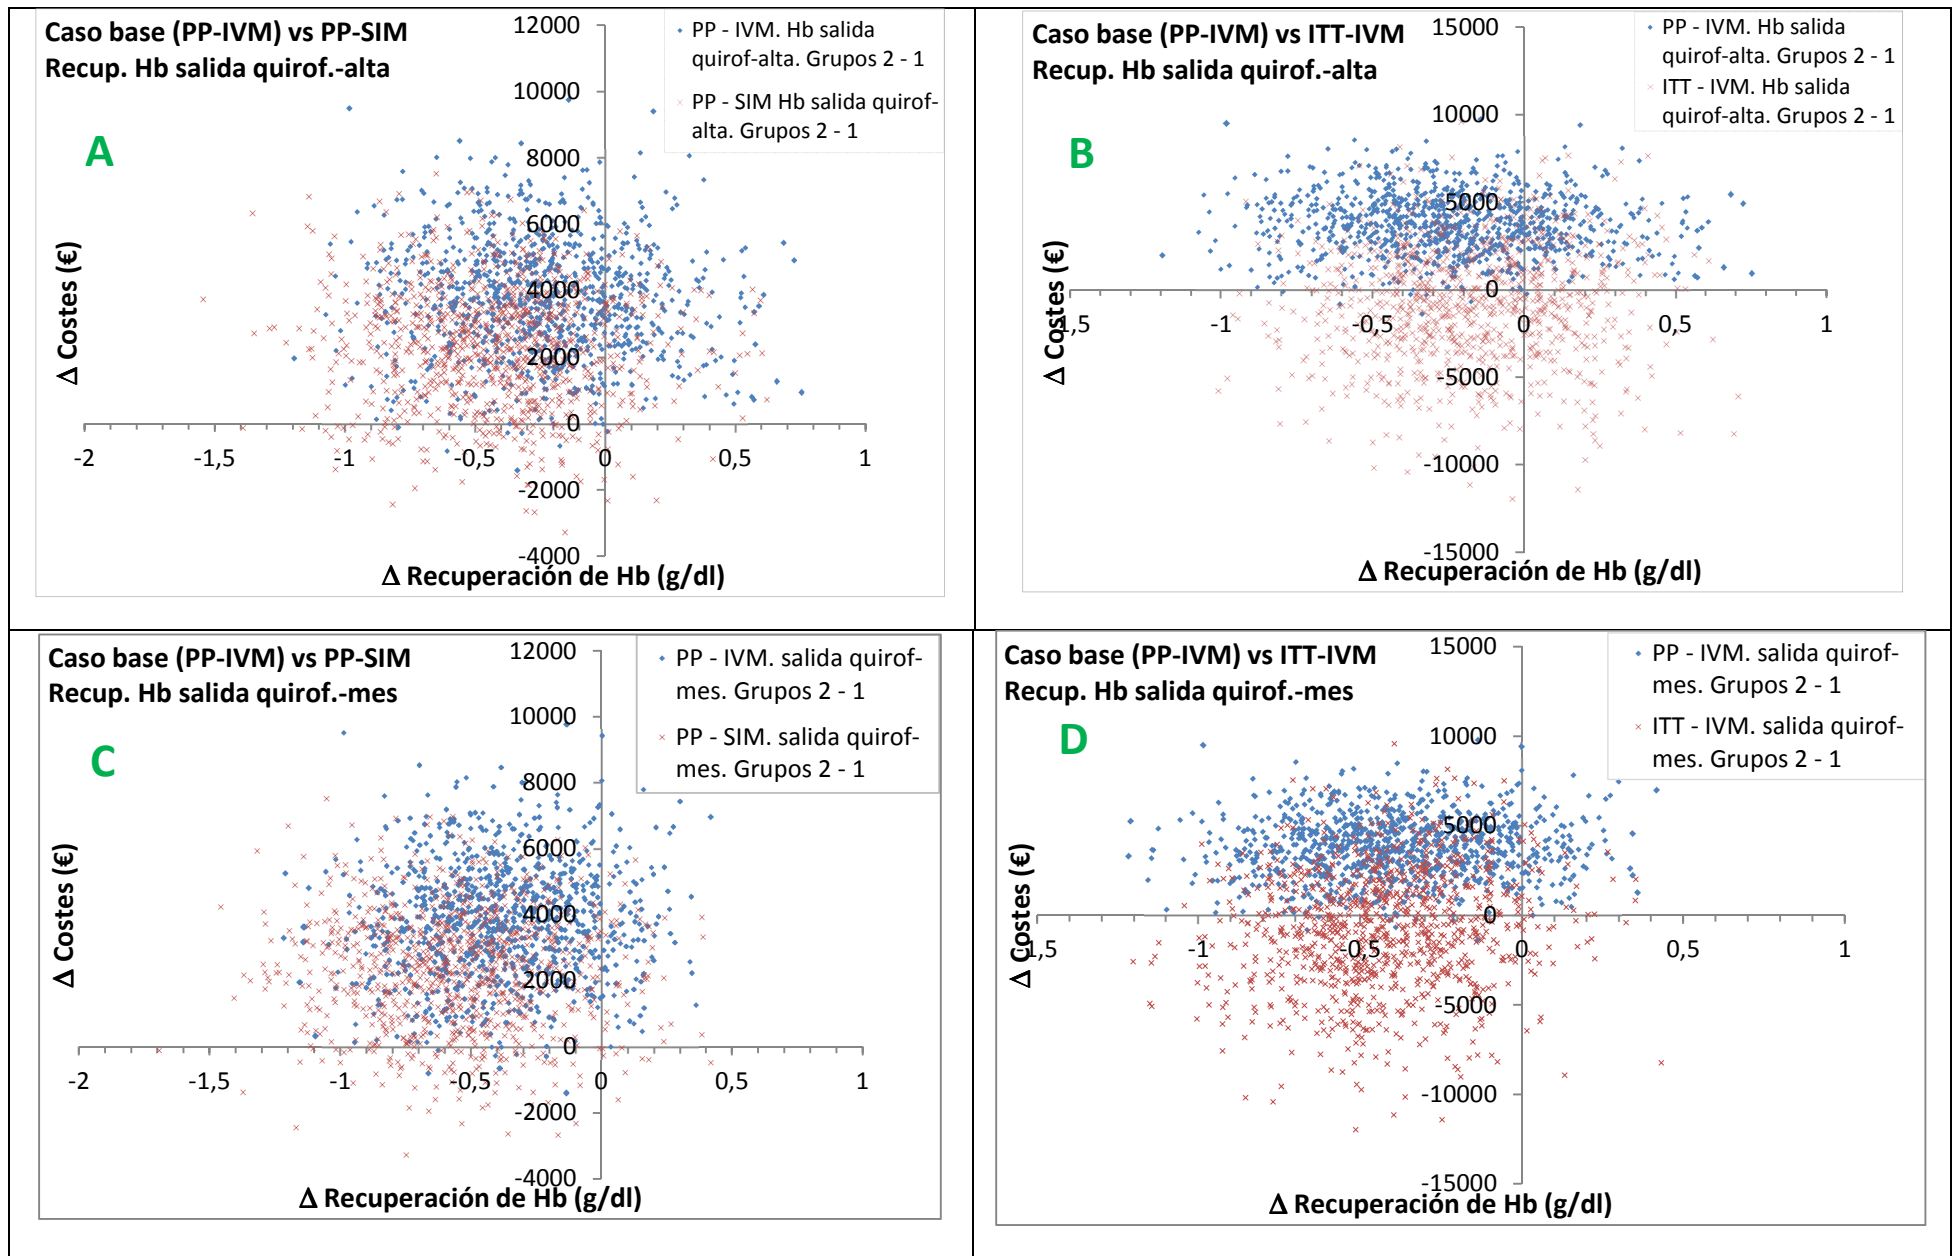 Caso base (PP-IVM) vs PP-SIM
Recup. Hb salida quirof.-alta
A
PP - IVM. Hb salida
quirof-alta. Grupos 2 - 1
PP - SIM Hb salida quirof-
alta. Grupos 2 - 1
12000
10000
8000
6000
4000
2000
0
-2000
-4000
-2
-1,5
-1
-0,5
0
0,5
1
Δ Costes (€)
Δ Recuperación de Hb (g/dl)
Caso base (PP-IVM) vs ITT-IVM
Recup. Hb salida quirof.-alta
B
PP - IVM. Hb salida
quirof-alta. Grupos 2 - 1
ITT - IVM. Hb salida
quirof-alta. Grupos 2 - 1
15000
10000
5000
0
-5000
-10000
-15000
1,5
-1
-0,5
0
0,5
1
Δ Costes (€)
Δ Recuperación de Hb (g/dl)
Caso base (PP-IVM) vs PP-SIM
Recup. Hb salida quirof.-mes
C
PP - IVM. salida quirof-
mes. Grupos 2 - 1
PP - SIM. salida quirof-
mes. Grupos 2 - 1
12000
10000
8000
6000
4000
2000
0
-2000
-4000
-2
-1,5
-1
-0,5
0
0,5
1
Δ Costes (€)
Δ Recuperación de Hb (g/dl)
Caso base (PP-IVM) vs ITT-IVM
Recup. Hb salida quirof.-mes
D
PP - IVM. salida quirof-
mes. Grupos 2 - 1
ITT - IVM. salida quirof-
mes. Grupos 2 - 1
15000
10000
5000
0
-5000
-10000
-15000
1,5
-1
-0,5
0
0,5
1
Δ Costes (€)
Δ Recuperación de Hb (g/dl)